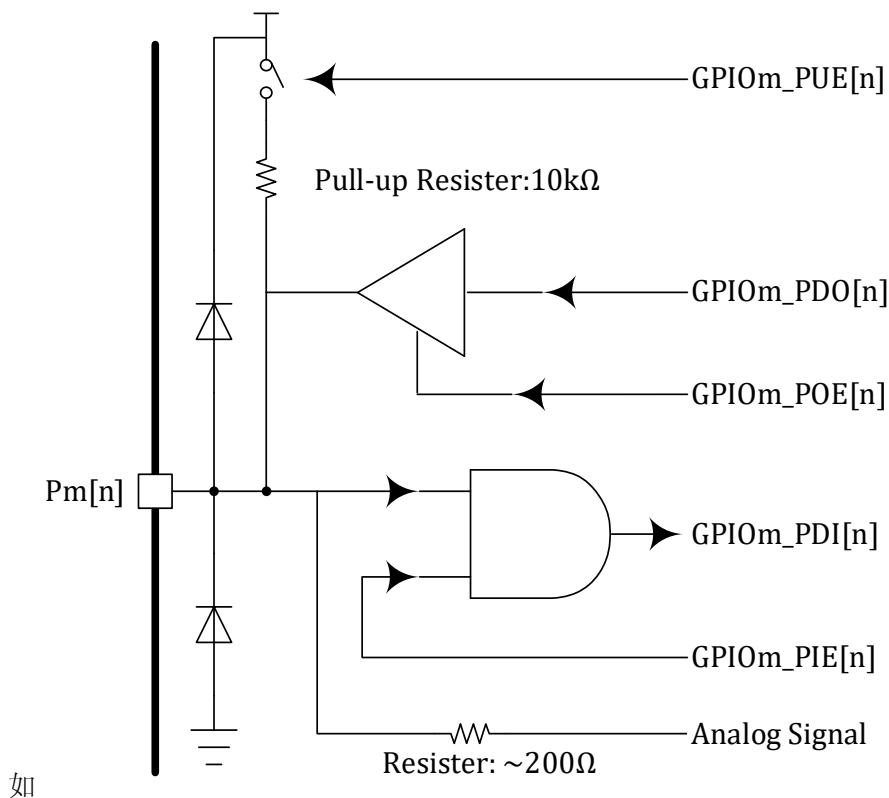 GPIOm_PUE[n]
Pull-up Resister:10kΩ
GPIOm_PDO[n]
GPIOm_POE[n]
Pm[n]
GPIOm_PDI[n]
GPIOm_PIE[n]
Analog Signal
Resister: ~200Ω
如